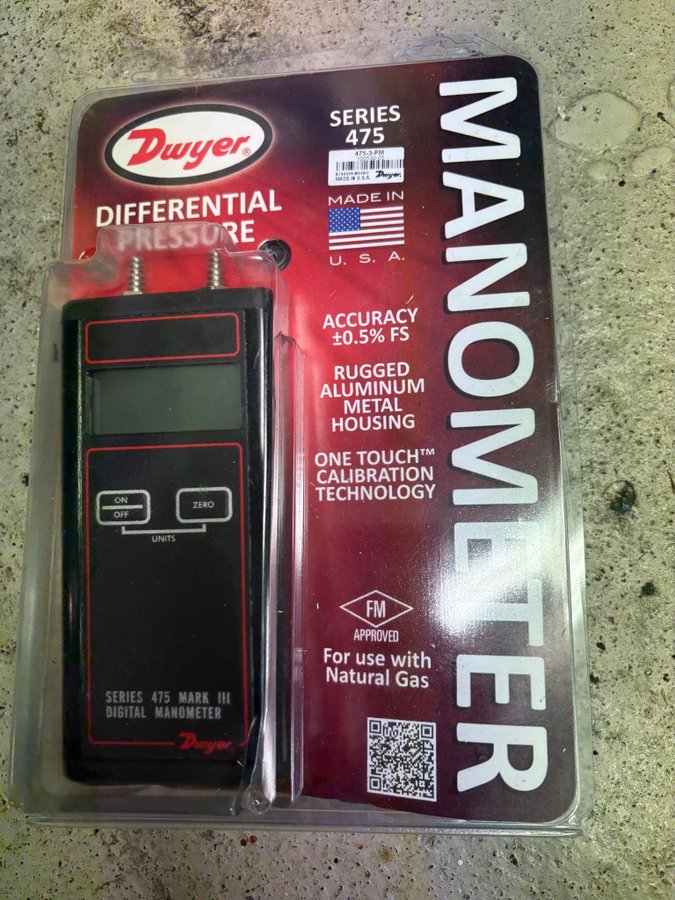 Dwyer®
DIFFERENTIAL
PRESSURE
SERIES
475
475-3-FM
MADE IN U.S.A.
Dwyer
MADE IN
U. S. A.
ACCURACY
±0.5% FS
RUGGED
ALUMINUM
METAL
HOUSING
ONE TOUCH™
CALIBRATION
TECHNOLOGY
FM
APPROVED
For use with
Natural Gas
MANOMETER
ON
OFF
ZERO
UNITS
SERIES 475 MARK III
DIGITAL MANOMETER
Dwyer